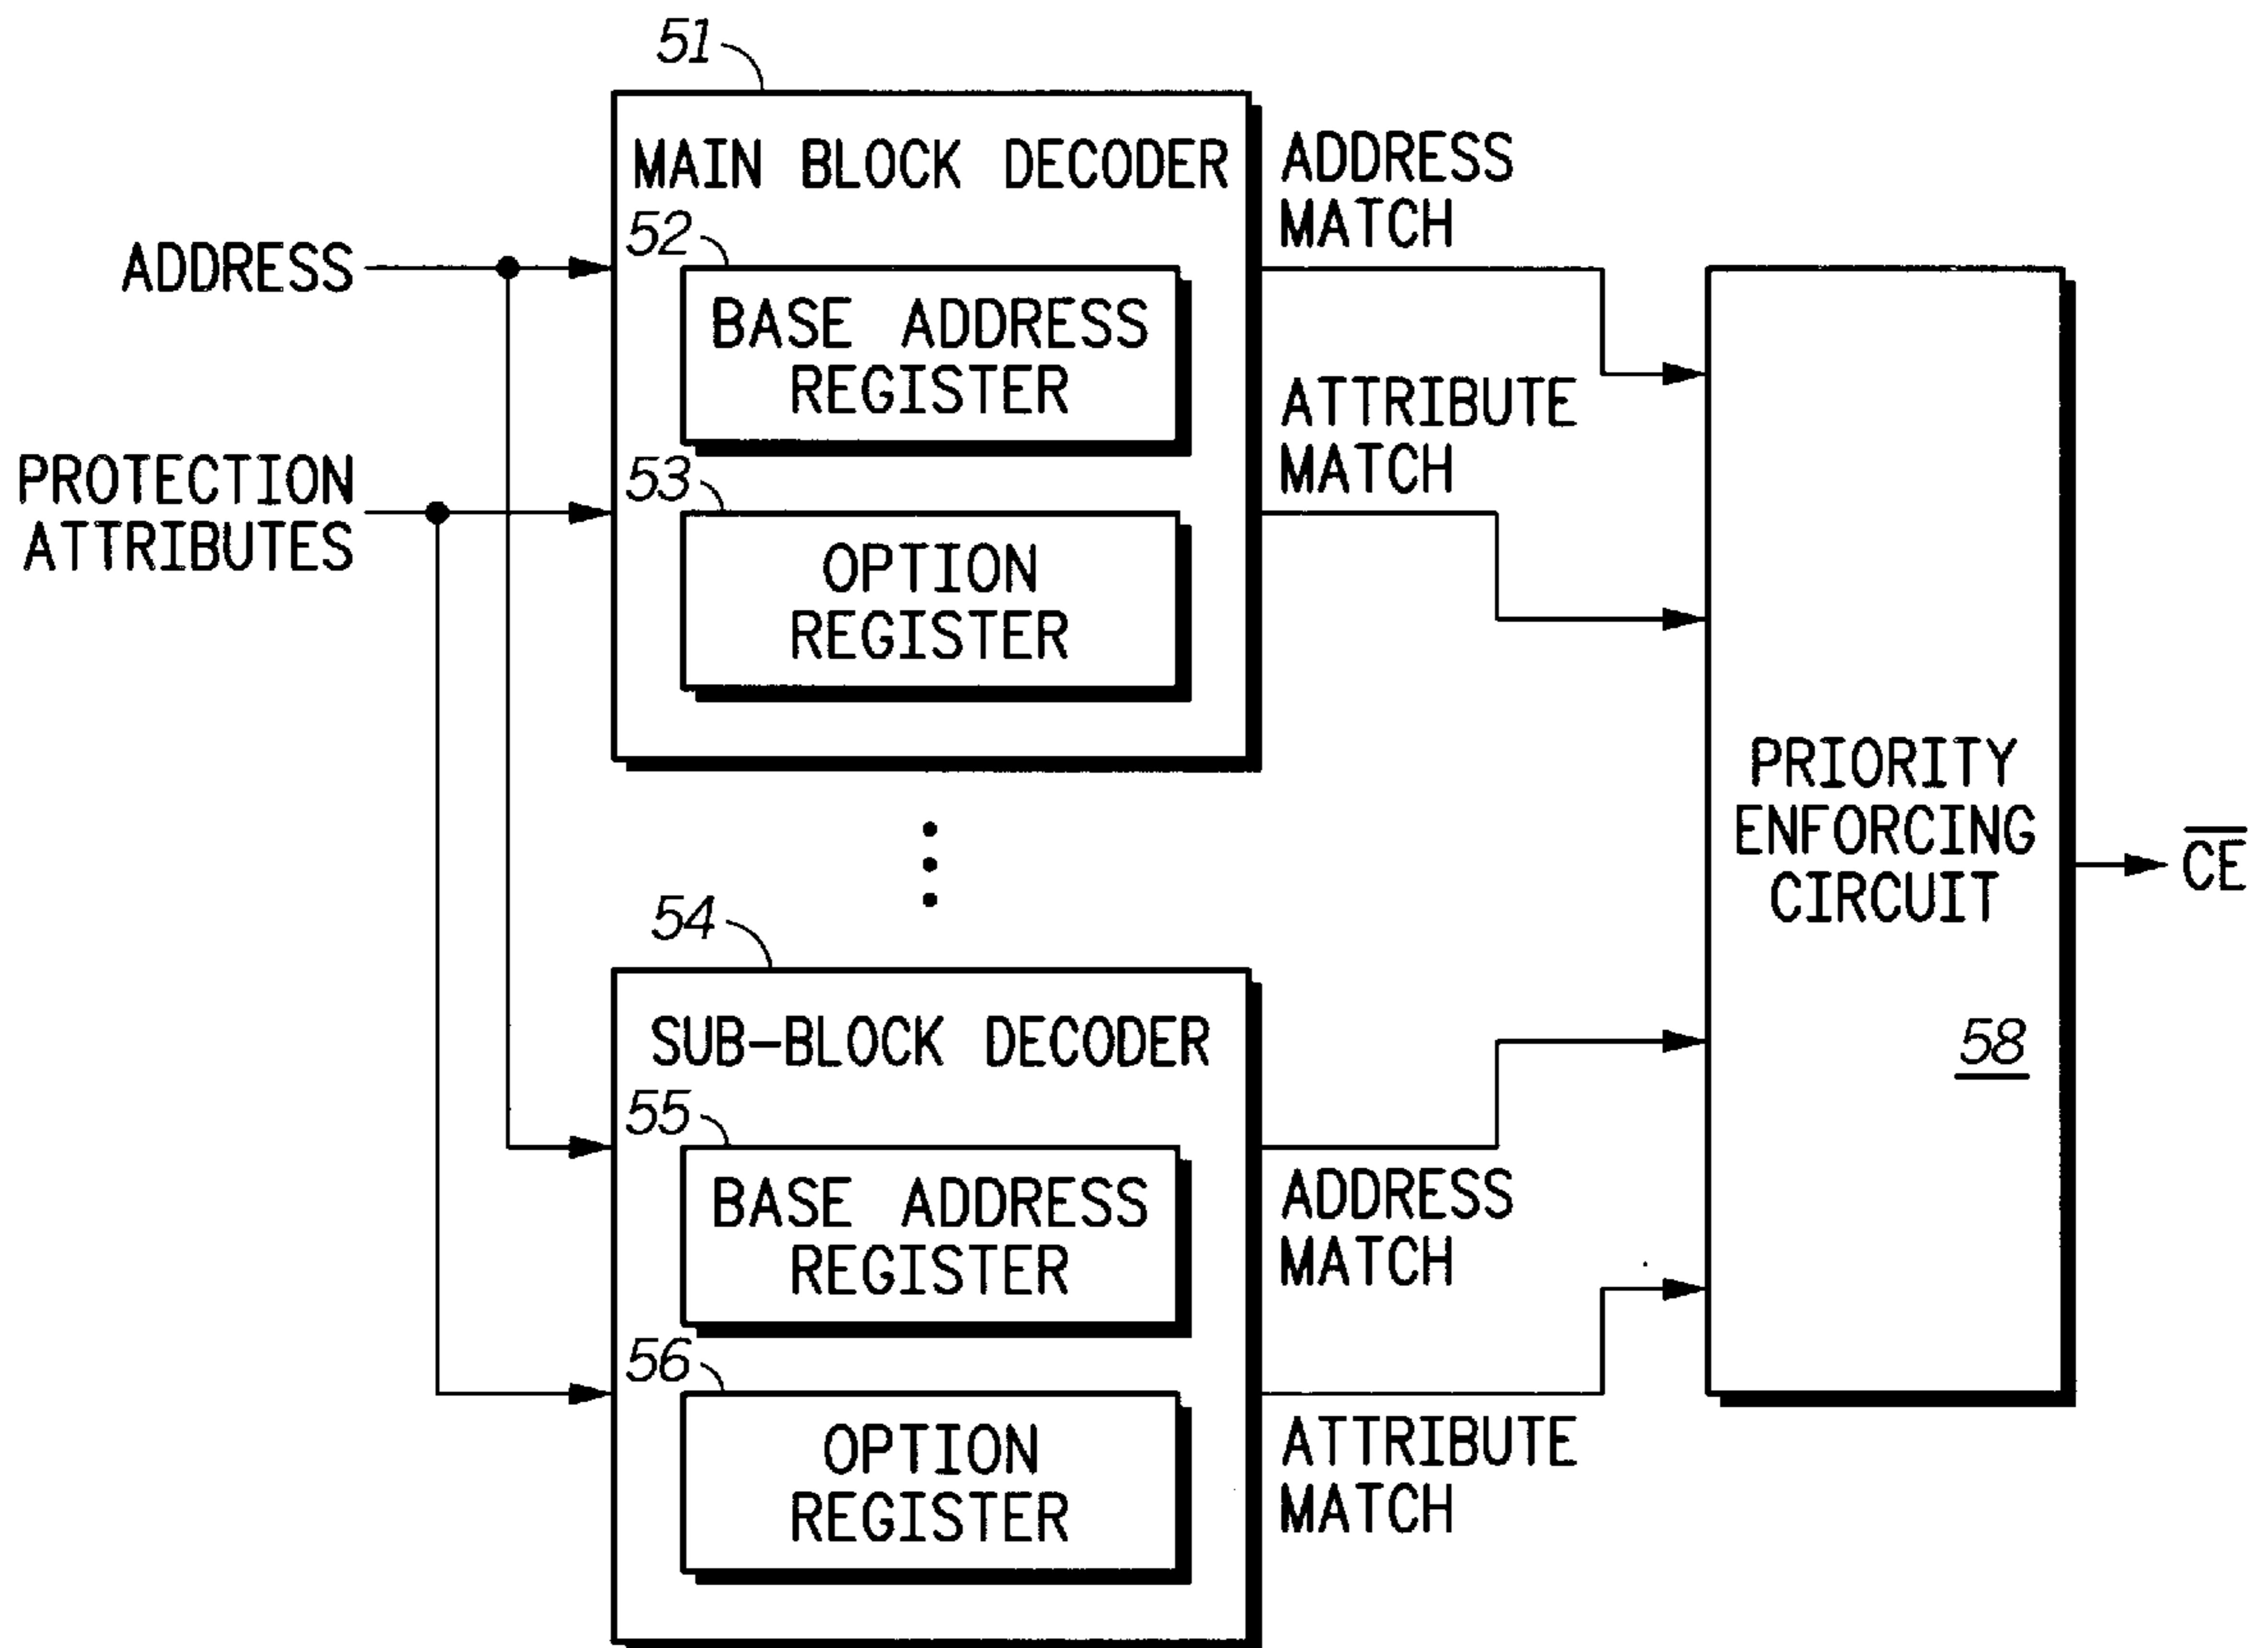 51
MAIN BLOCK DECODER
ADDRESS
MATCH
52
ADDRESS
BASE ADDRESS
REGISTER
ATTRIBUTE
MATCH
PROTECTION
ATTRIBUTES
53
OPTION
REGISTER
PRIORITY
ENFORCING
CIRCUIT
58
C̅E̅
54
SUB-BLOCK DECODER
55
BASE ADDRESS
REGISTER
ADDRESS
MATCH
56
OPTION
REGISTER
ATTRIBUTE
MATCH